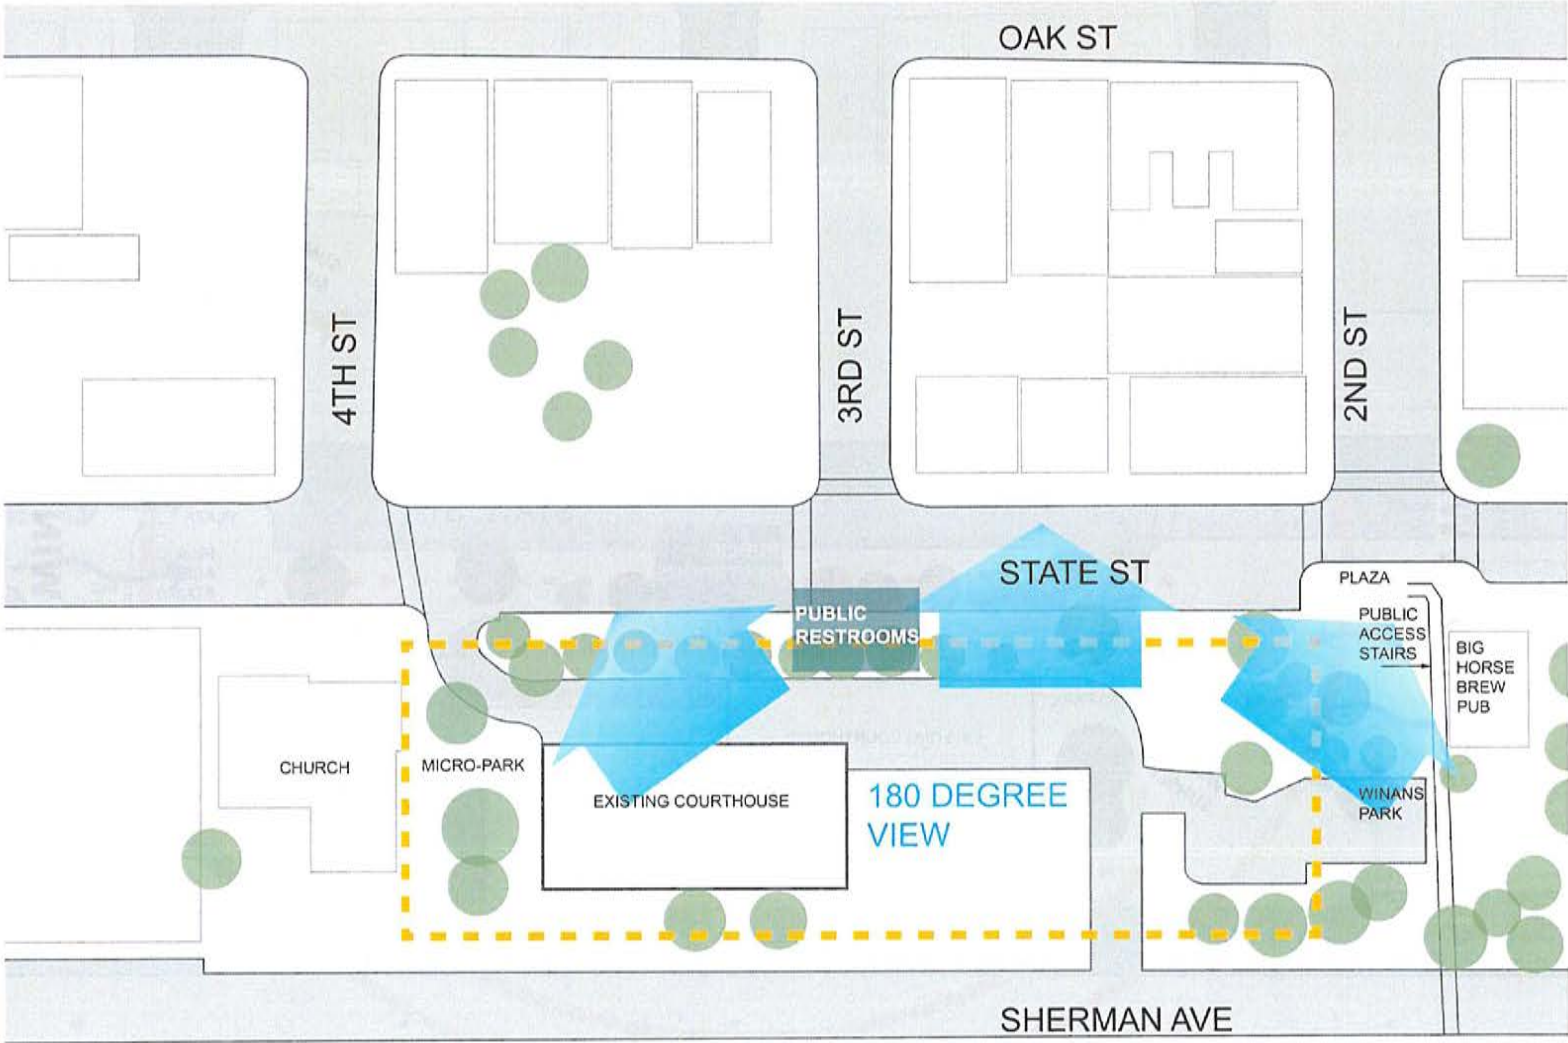 OAK ST
4TH ST
3RD ST
2ND ST
STATE ST
PLAZA
PUBLIC
RESTROOMS
PUBLIC
ACCESS
STAIRS
BIG
HORSE
BREW
PUB
CHURCH
MICRO-PARK
EXISTING COURTHOUSE
180 DEGREE
VIEW
WINANS
PARK
SHERMAN AVE